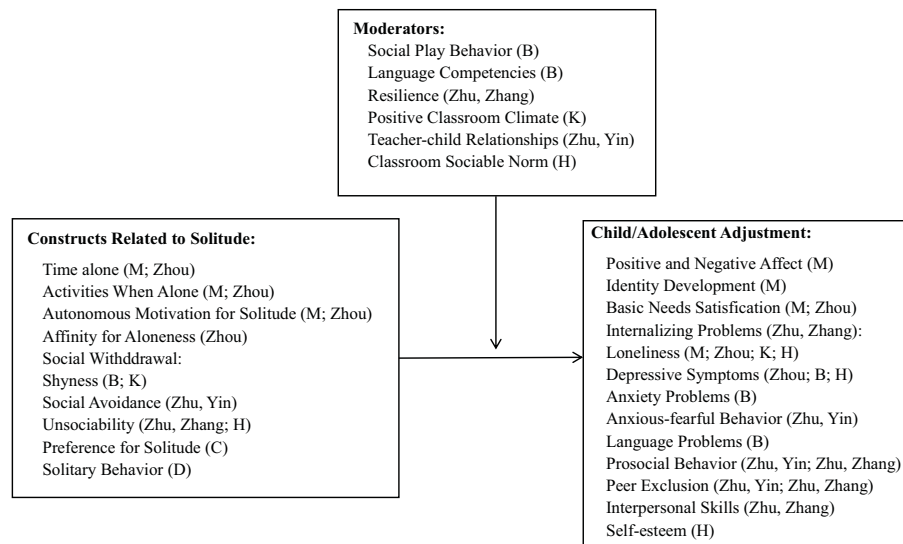 Moderators:
Social Play Behavior (B)
Language Competencies (B)
Resilience (Zhu, Zhang)
Positive Classroom Climate (K)
Teacher-child Relationships (Zhu, Yin)
Classroom Sociable Norm (H)
Constructs Related to Solitude:
Time alone (M; Zhou)
Activities When Alone (M; Zhou)
Autonomous Motivation for Solitude (M; Zhou)
Affinity for Aloneness (Zhou)
Social Withddrawal:
Shyness (B; K)
Social Avoidance (Zhu, Yin)
Unsociability (Zhu, Zhang; H)
Preference for Solitude (C)
Solitary Behavior (D)
Child/Adolescent Adjustment:
Positive and Negative Affect (M)
Identity Development (M)
Basic Needs Satisfication (M; Zhou)
Internalizing Problems (Zhu, Zhang):
Loneliness (M; Zhou; K; H)
Depressive Symptoms (Zhou; B; H)
Anxiety Problems (B)
Anxious-fearful Behavior (Zhu, Yin)
Language Problems (B)
Prosocial Behavior (Zhu, Yin; Zhu, Zhang)
Peer Exclusion (Zhu, Yin; Zhu, Zhang)
Interpersonal Skills (Zhu, Zhang)
Self-esteem (H)